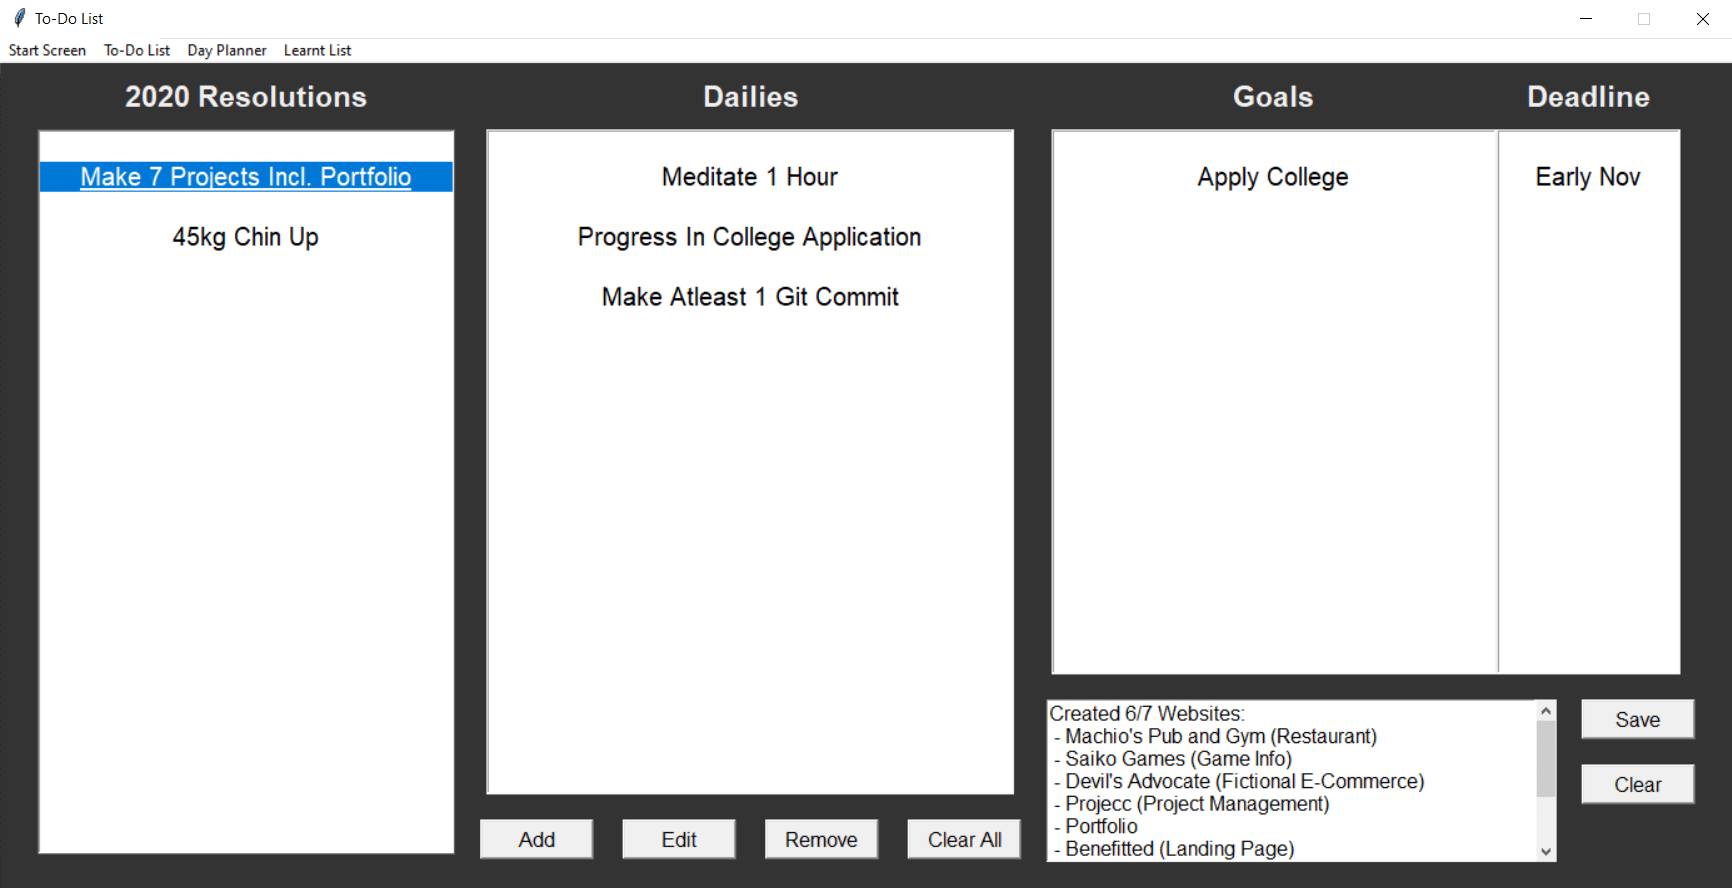 To-Do List
Start Screen To-Do List Day Planner Learnt List
2020 Resolutions
Make 7 Projects Incl. Portfolio
45kg Chin Up
Dailies
Meditate 1 Hour
Progress In College Application
Make Atleast 1 Git Commit
Add Edit Remove Clear All
Goals Deadline
Apply College Early Nov
Created 6/7 Websites:
- Machio's Pub and Gym (Restaurant)
- Saiko Games (Game Info)
- Devil's Advocate (Fictional E-Commerce)
- Projecc (Project Management)
- Portfolio
- Benefitted (Landing Page)
Save
Clear